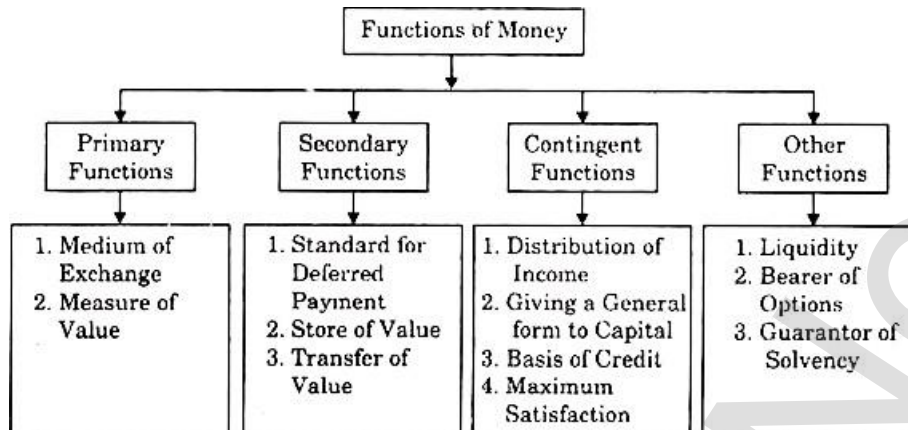 Functions of Money
Primary
Functions
Secondary
Functions
Contingent
Functions
Other
Functions
1. Medium of
Exchange
2. Measure of
Value
1. Standard for
Deferred
Payment
2. Store of Value
3. Transfer of
Value
1. Distribution of
Income
2. Giving a General
form to Capital
3. Basis of Credit
4. Maximum
Satisfaction
1. Liquidity
2. Bearer of
Options
3. Guarantor of
Solvency